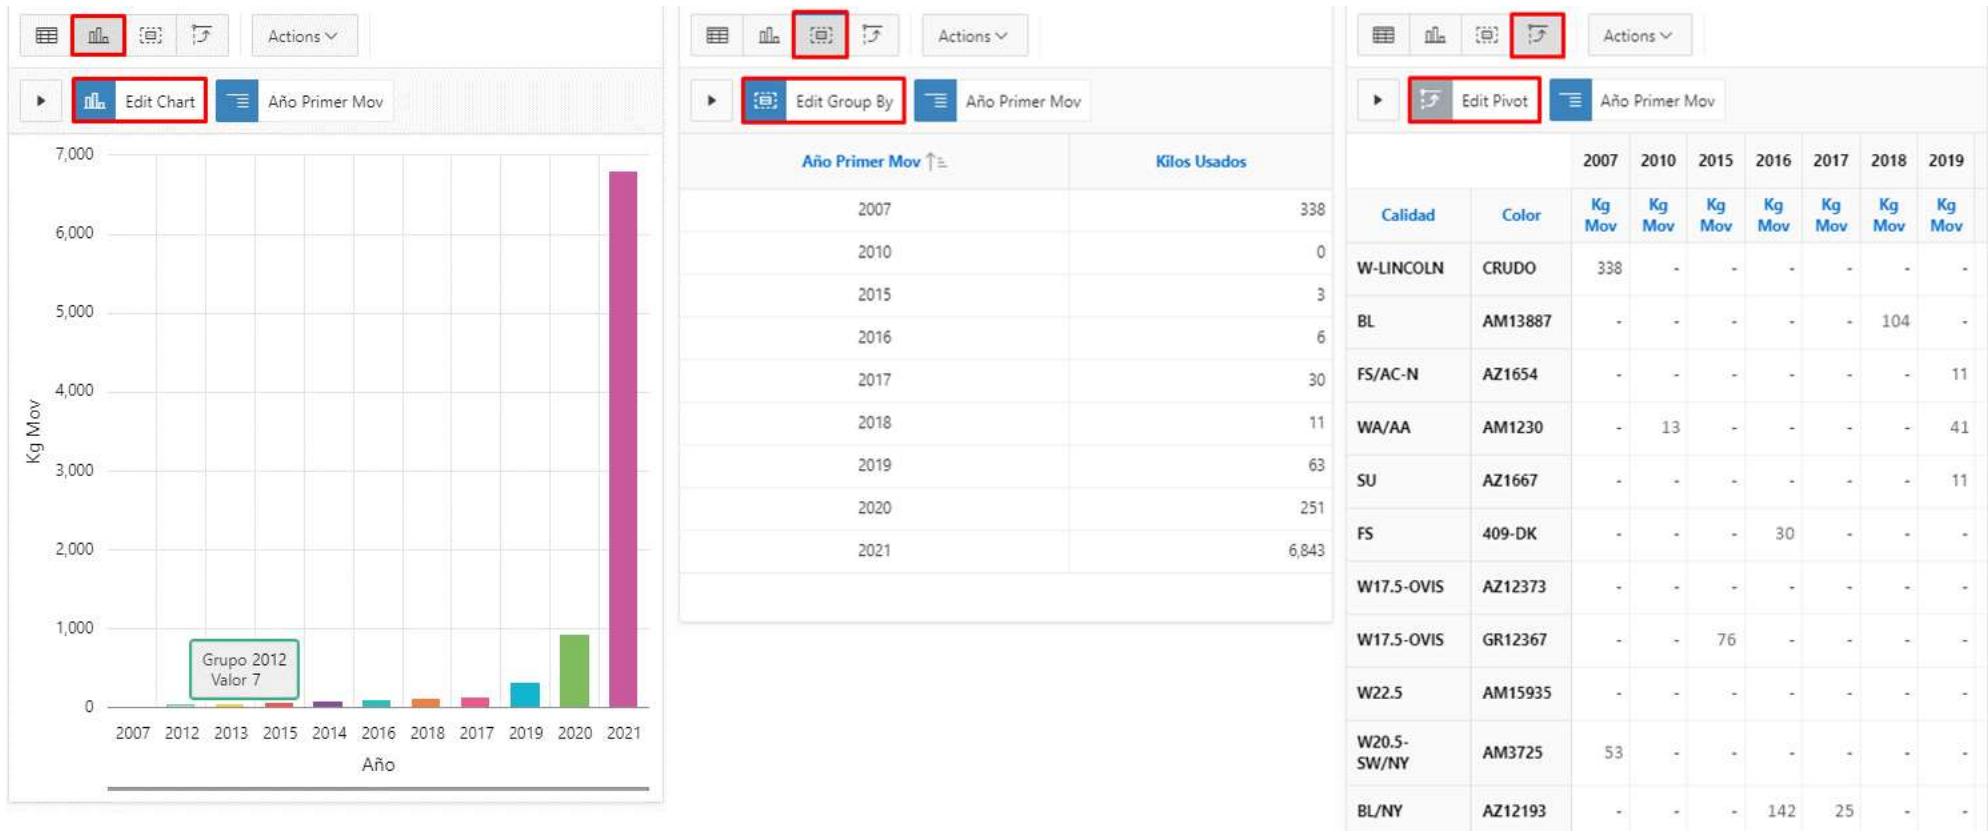 Actions
Edit Chart Año Primer Mov
7,000
6,000
5,000
4,000
3,000
2,000
1,000
0
Kg Mov
Grupo 2012
Valor 7
2007 2012 2013 2015 2014 2016 2018 2017 2019 2020 2021
Año
Actions
Edit Group By Año Primer Mov
Año Primer Mov Kilos Usados
2007 338
2010 0
2015 3
2016 6
2017 30
2018 11
2019 63
2020 251
2021 6,843
Actions
Edit Pivot Año Primer Mov
2007 2010 2015 2016 2017 2018 2019
Calidad Color Kg Mov Kg Mov Kg Mov Kg Mov Kg Mov Kg Mov Kg Mov
W-LINCOLN CRUDO 338 - - - - - -
BL AM13887 - - - - - 104 -
FS/AC-N AZ1654 - - - - - - 11
WA/AA AM1230 - 13 - - - - 41
SU AZ1667 - - - - - - 11
FS 409-DK - - - 30 - - -
W17.5-OVIS AZ12373 - - - - - - -
W17.5-OVIS GR12367 - - 76 - - - -
W22.5 AM15935 - - - - - - -
W20.5-
SW/NY AM3725 53 - - - - - -
BL/NY AZ12193 - - - 142 25 - -